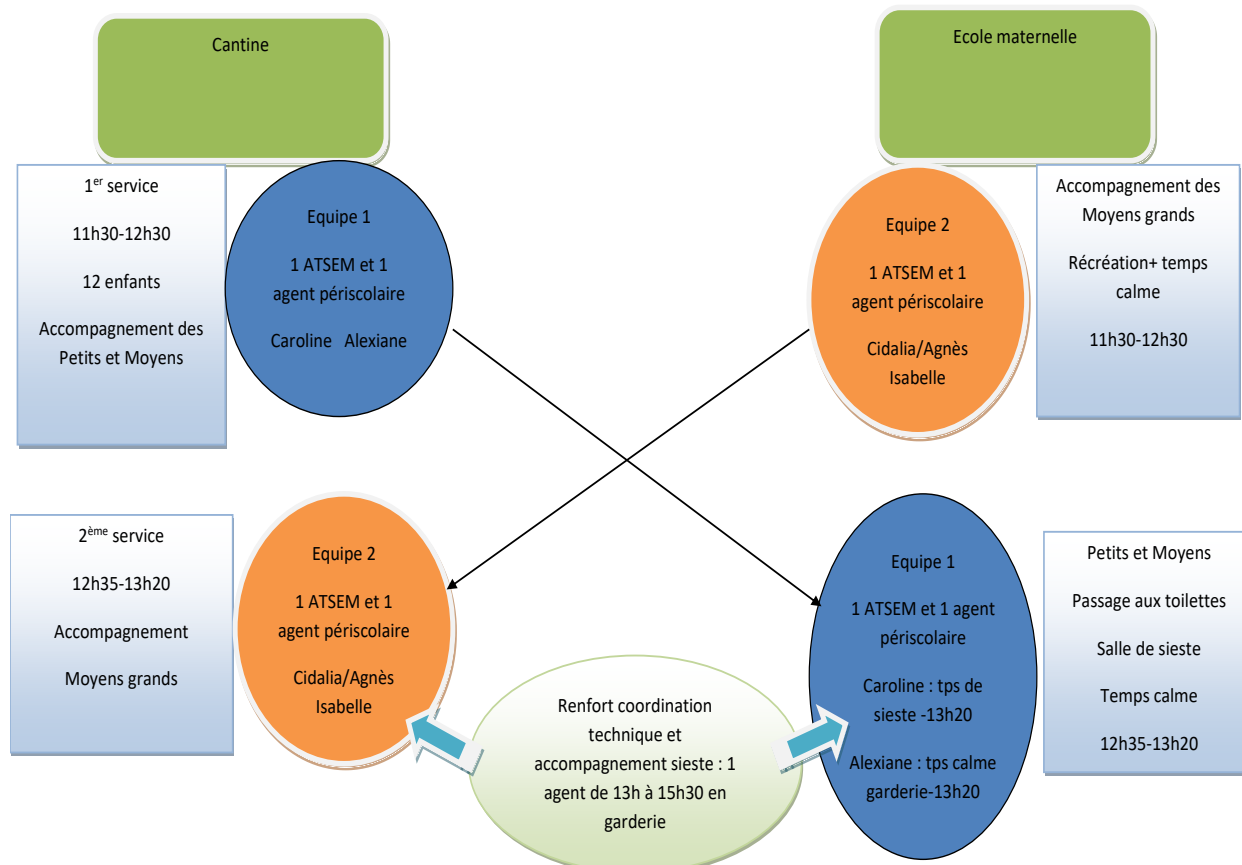 Cantine
Ecole maternelle
1er service
11h30-12h30
12 enfants
Accompagnement des
Petits et Moyens
Equipe 1
1 ATSEM et 1
agent périscolaire
Caroline Alexiane
Equipe 2
1 ATSEM et 1
agent périscolaire
Cidalia/Agnès
Isabelle
Accompagnement des
Moyens grands
Récréation+ temps
calme
11h30-12h30
2ème service
12h35-13h20
Accompagnement
Moyens grands
Equipe 2
1 ATSEM et 1
agent périscolaire
Cidalia/Agnès
Isabelle
Renfort coordination
technique et
accompagnement sieste : 1
agent de 13h à 15h30 en
garderie
Equipe 1
1 ATSEM et 1 agent
périscolaire
Caroline : tps de
sieste -13h20
Alexiane : tps calme
garderie-13h20
Petits et Moyens
Passage aux toilettes
Salle de sieste
Temps calme
12h35-13h20